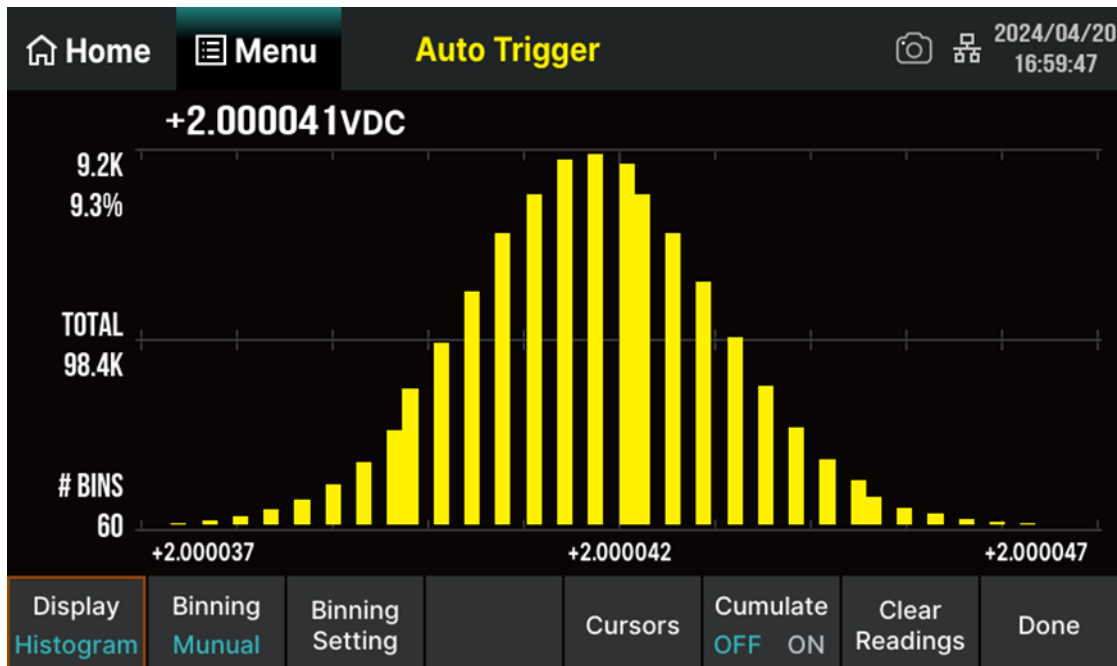 Home
Menu
Auto Trigger
2024/04/20
16:59:47
+2.000041VDC
9.2K
9.3%
TOTAL
98.4K
# BINS
60
+2.000037
+2.000042
+2.000047
Display
Histogram
Binning
Munual
Binning
Setting
Cursors
Cumulate
OFF ON
Clear
Readings
Done